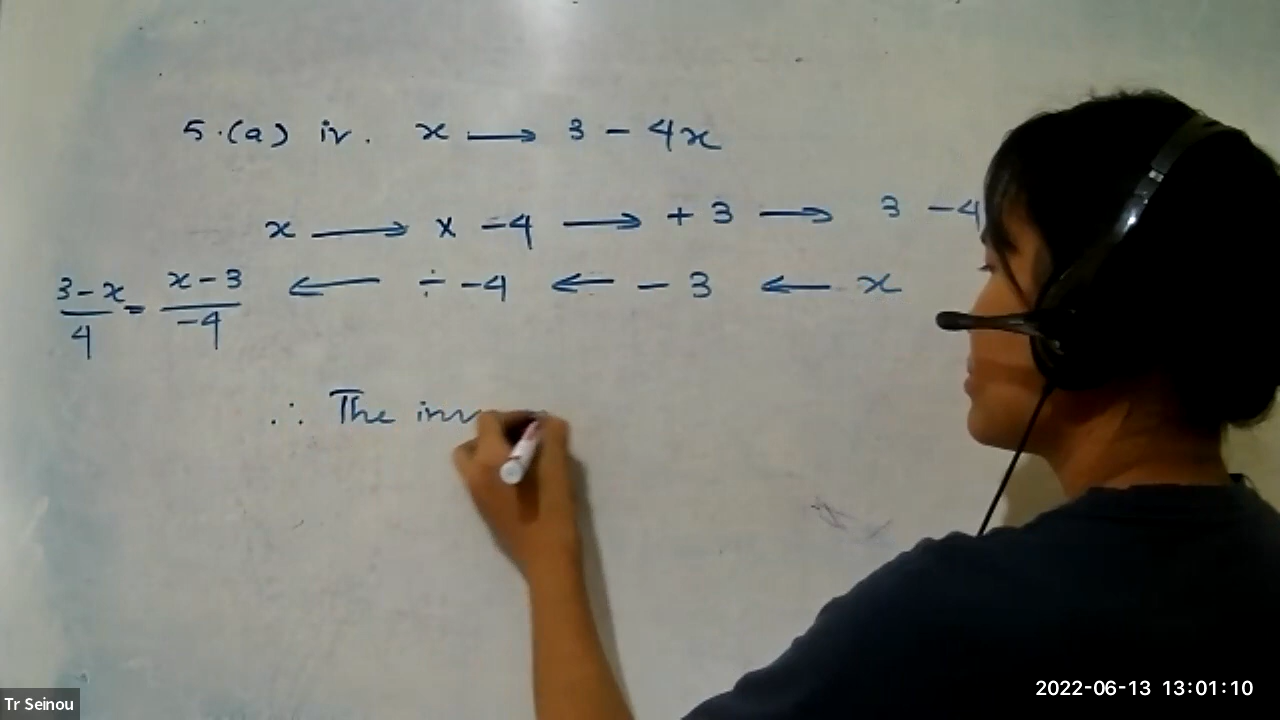 5.(a) iv. x ⟶ 3 - 4x
x ⟶ × -4 ⟶ + 3 ⟶ 3 -4
3-x/4 = x-3/-4 ⟵ ÷ -4 ⟵ - 3 ⟵ x
∴ The inv
Tr Seinou
2022-06-13 13:01:10